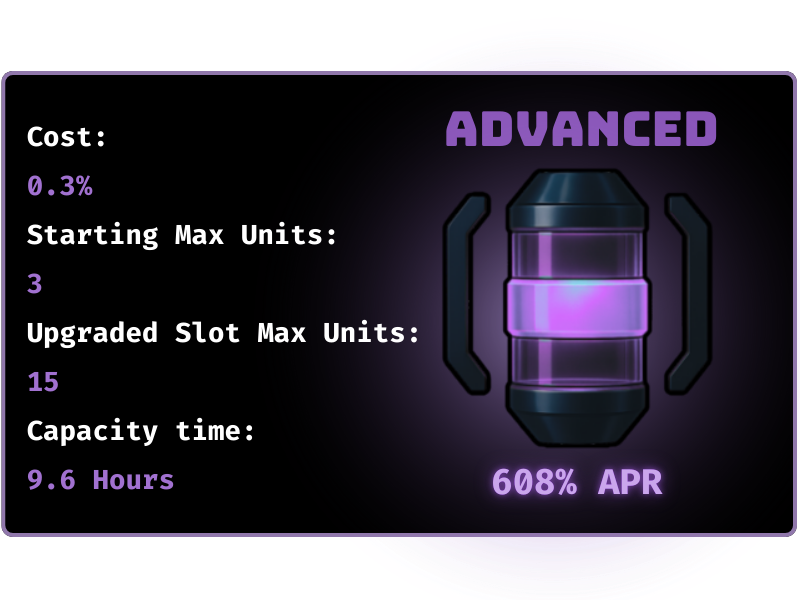 Cost:
0.3%
Starting Max Units:
3
Upgraded Slot Max Units:
15
Capacity time:
9.6 Hours
ADVANCED
608% APR